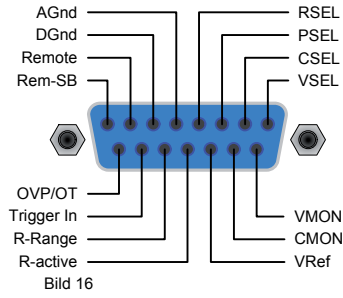 AGnd
DGnd
Remote
Rem-SB
RSEL
PSEL
CSEL
VSEL
OVP/OT
Trigger In
R-Range
R-active
VMON
CMON
VRef
Bild 16